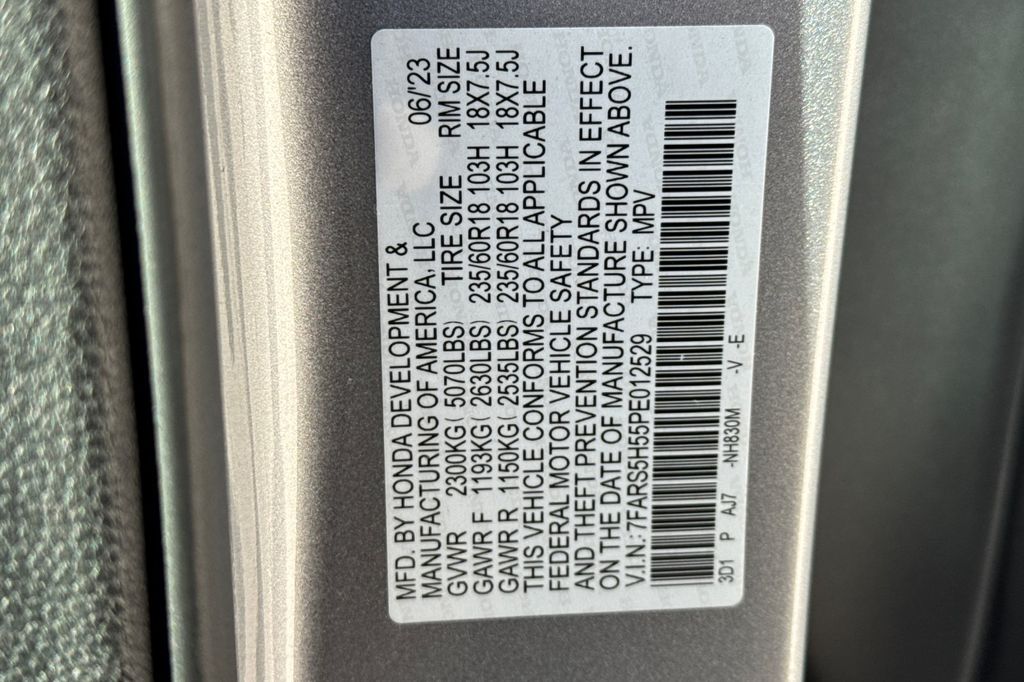 MFD. BY HONDA DEVELOPMENT &
MANUFACTURING OF AMERICA, LLC 06/'23
GVWR 2300KG( 5070LBS) TIRE SIZE RIM SIZE
GAWR F 1193KG( 2630LBS) 235/60R18 103H 18X7.5J
GAWR R 1150KG( 2535LBS) 235/60R18 103H 18X7.5J
THIS VEHICLE CONFORMS TO ALL APPLICABLE
FEDERAL MOTOR VEHICLE SAFETY
AND THEFT PREVENTION STANDARDS IN EFFECT
ON THE DATE OF MANUFACTURE SHOWN ABOVE.
V.I.N.: 7FARS5H55PE012529 TYPE: MPV
3D1 P AJ7 -NH830M -V -E